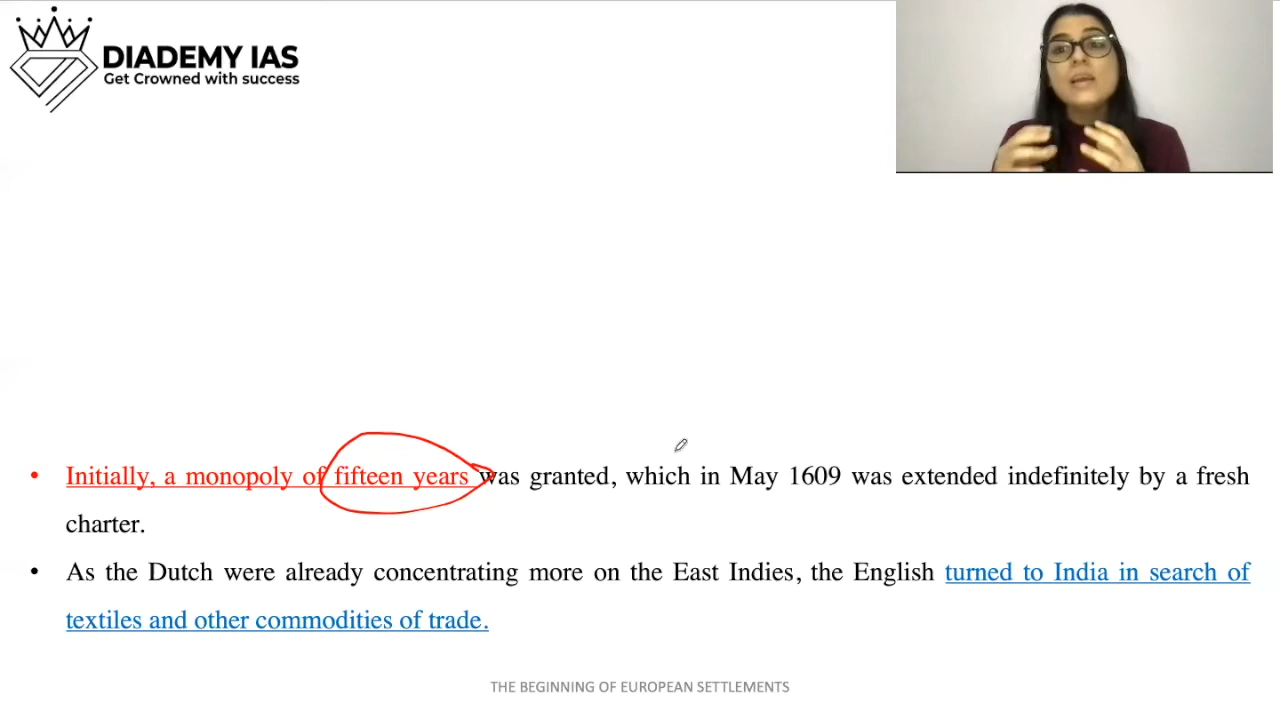 DIADEMY IAS
Get Crowned with success
• Initially, a monopoly of fifteen years was granted, which in May 1609 was extended indefinitely by a fresh
charter.
• As the Dutch were already concentrating more on the East Indies, the English turned to India in search of
textiles and other commodities of trade.
THE BEGINNING OF EUROPEAN SETTLEMENTS